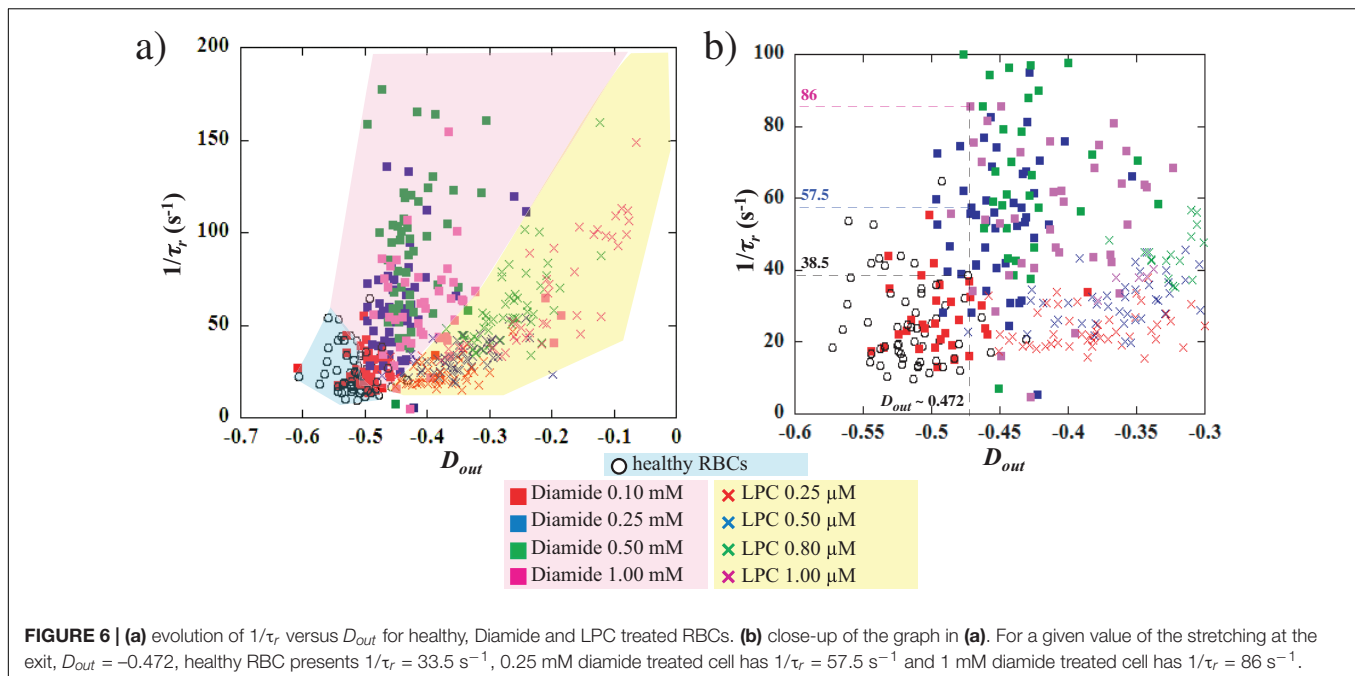 a)
200
150
100
50
0
1/τr (s-1)
-0.7 -0.6 -0.5 -0.4 -0.3 -0.2 -0.1 0
Dout
b)
100
80
60
40
20
0
1/τr (s-1)
86
57.5
38.5
Dout ~ 0.472
-0.6 -0.55 -0.5 -0.45 -0.4 -0.35 -0.3
Dout
healthy RBCs
Diamide 0.10 mM
Diamide 0.25 mM
Diamide 0.50 mM
Diamide 1.00 mM
LPC 0.25 µM
LPC 0.50 µM
LPC 0.80 µM
LPC 1.00 µM
FIGURE 6 | (a) evolution of 1/τr versus Dout for healthy, Diamide and LPC treated RBCs. (b) close-up of the graph in (a). For a given value of the stretching at the
exit, Dout = –0.472, healthy RBC presents 1/τr = 33.5 s−1, 0.25 mM diamide treated cell has 1/τr = 57.5 s−1 and 1 mM diamide treated cell has 1/τr = 86 s−1.